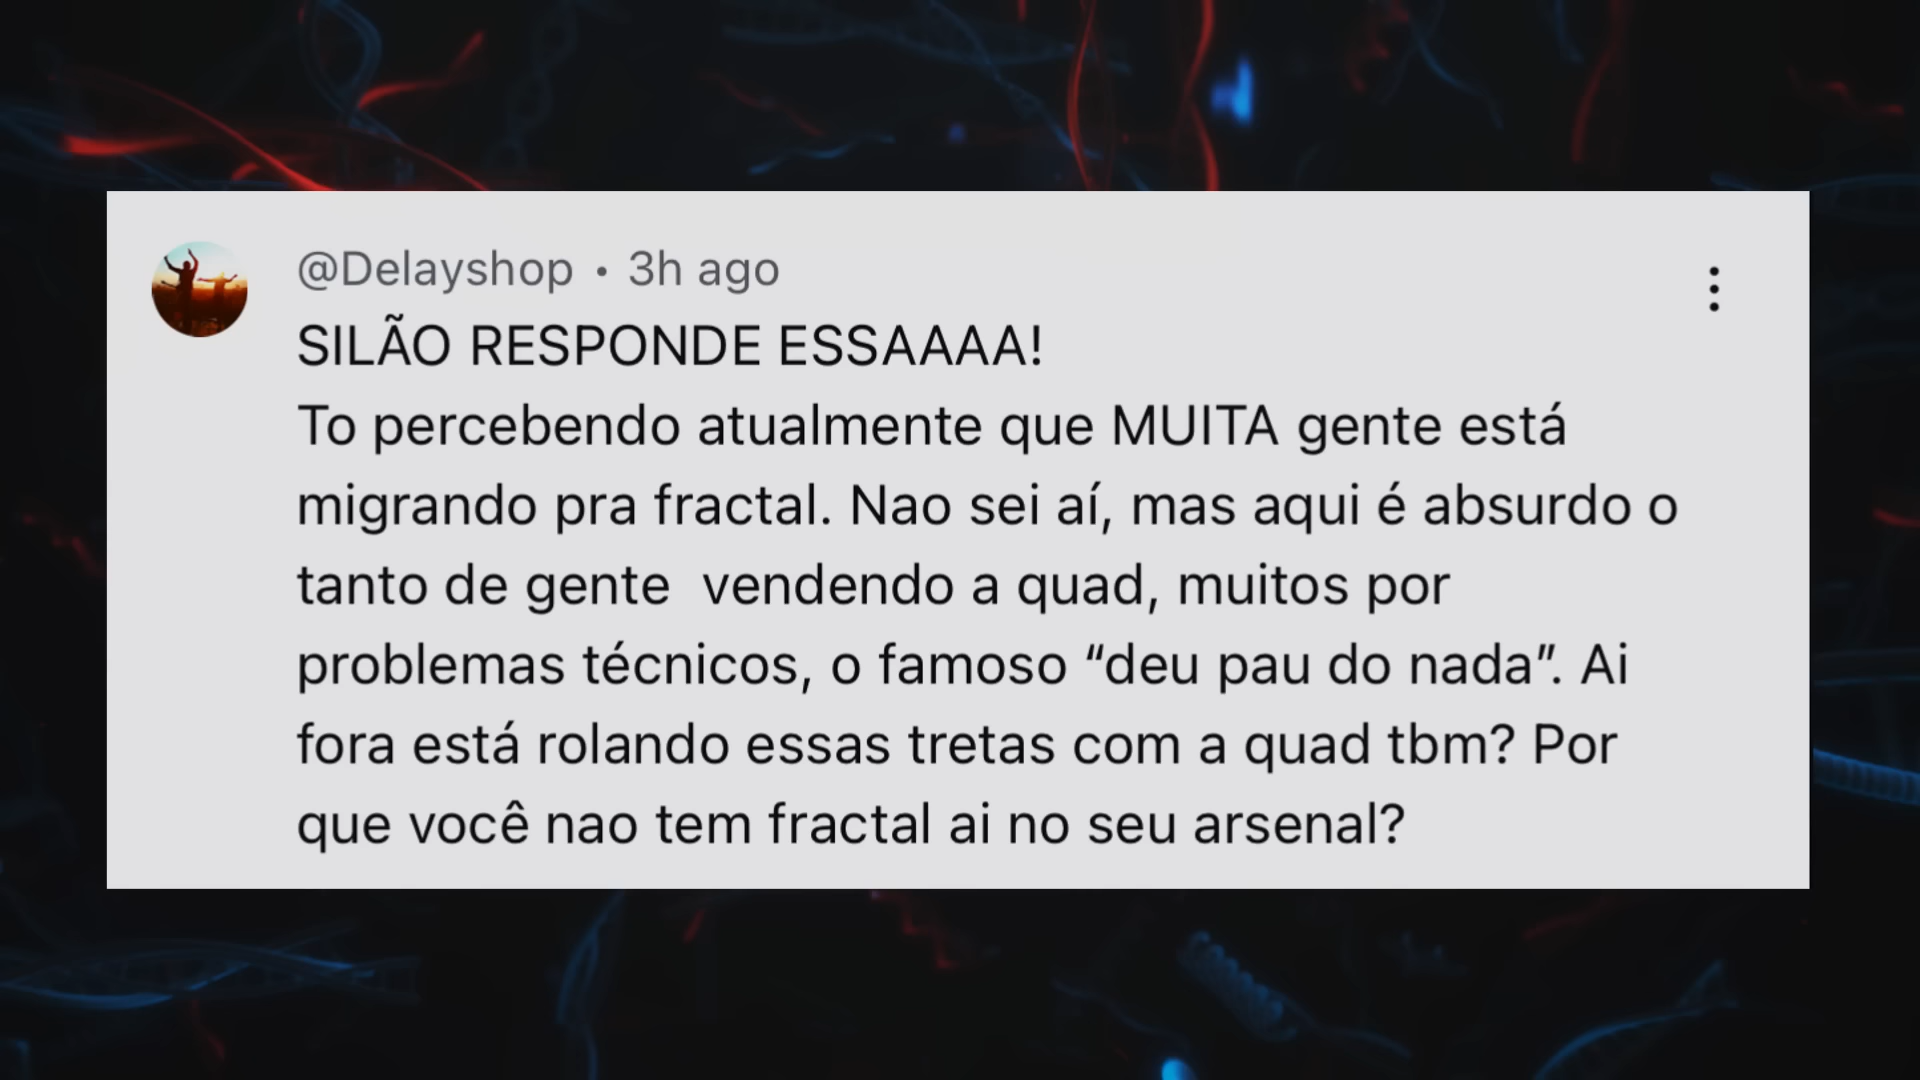 @Delayshop • 3h ago
SILÃO RESPONDE ESSAAAA!
To percebendo atualmente que MUITA gente está
migrando pra fractal. Nao sei aí, mas aqui é absurdo o
tanto de gente  vendendo a quad, muitos por
problemas técnicos, o famoso “deu pau do nada”. Ai
fora está rolando essas tretas com a quad tbm? Por
que você nao tem fractal ai no seu arsenal?